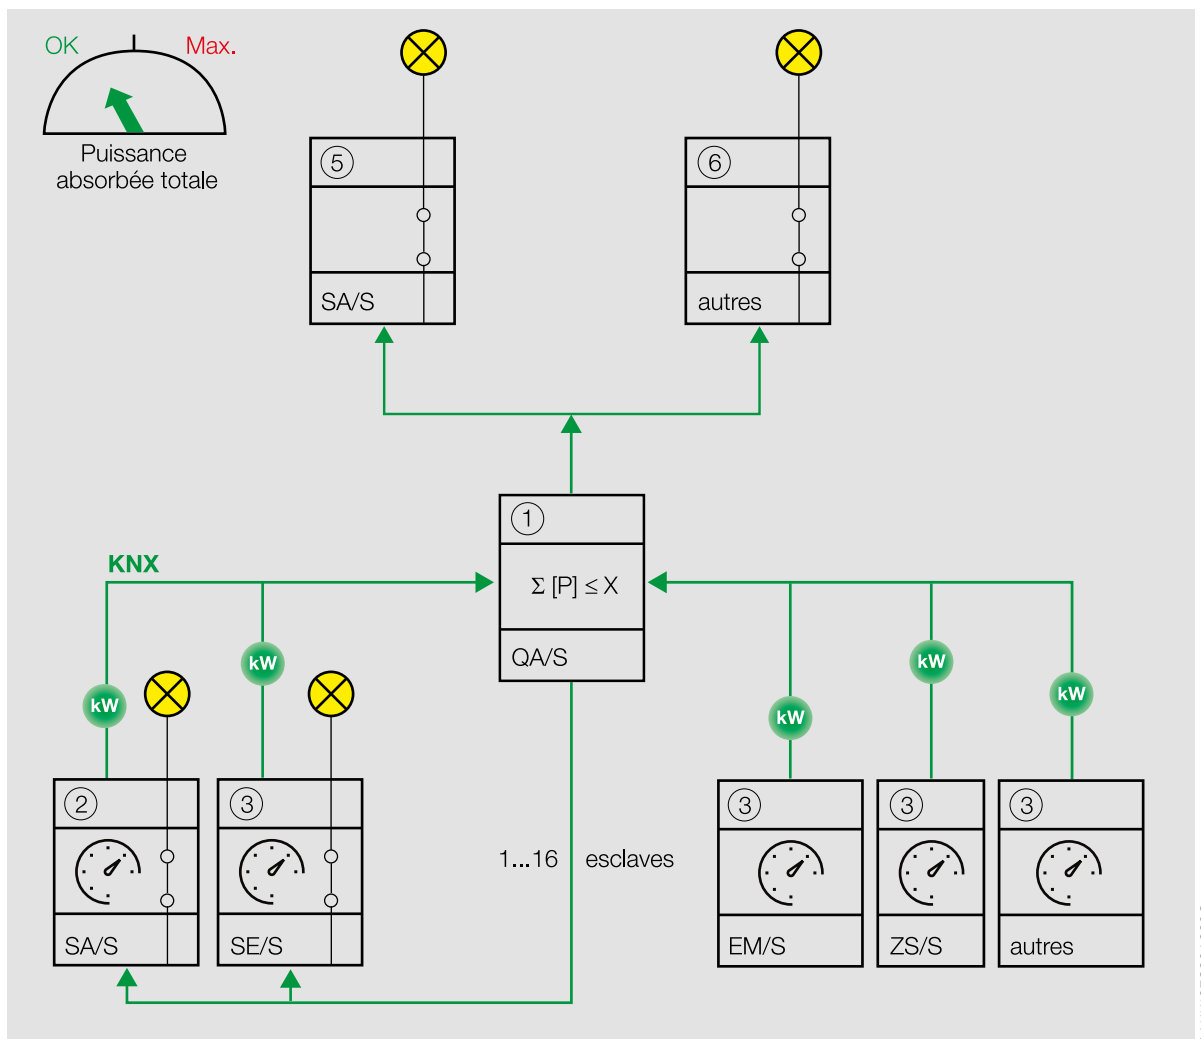 OK
Max.
Puissance
absorbée totale
5
SA/S
6
autres
1
Σ [P] ≤ X
QA/S
KNX
kW
kW
kW
kW
kW
2
SA/S
3
SE/S
1...16 esclaves
3
EM/S
3
ZS/S
3
autres